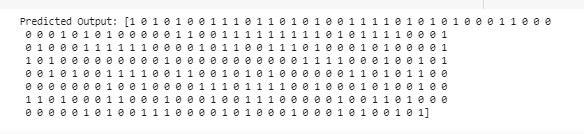 Predicted Output: [1 0 1 0 1 0 0 1 1 1 0 1 1 0 1 0 1 0 0 1 1 1 1 0 1 0 1 0 1 0 0 0 1 1 0 0 0
0 0 0 1 0 1 0 1 0 0 0 0 1 1 0 0 1 1 1 1 1 1 1 1 1 0 1 0 1 1 1 1 0 0 0 1
0 1 0 0 0 1 1 1 1 1 1 0 0 0 0 1 0 1 1 0 0 1 1 1 0 1 0 0 0 1 0 1 0 0 0 0 1
1 0 1 0 0 0 0 0 0 0 0 0 1 0 0 0 0 0 0 0 0 0 0 0 1 1 1 1 0 0 0 1 0 0 1 0 1
0 0 1 0 1 0 0 1 1 1 1 0 0 1 1 0 0 1 0 1 0 0 0 0 0 0 1 1 0 1 0 1 1 0 0
0 0 0 0 0 0 0 1 0 0 1 0 0 0 0 1 1 1 0 1 1 1 1 0 0 1 0 0 0 1 0 1 0 0 1 0 0
1 1 0 1 0 0 0 1 1 0 0 0 1 0 0 0 1 0 0 1 1 1 0 0 0 0 0 1 0 0 1 1 0 1 0 0 0
0 0 0 0 0 1 0 1 0 0 1 1 1 0 0 0 0 1 0 1 0 0 0 1 0 0 0 1 0 1 0 0 1 0 1]